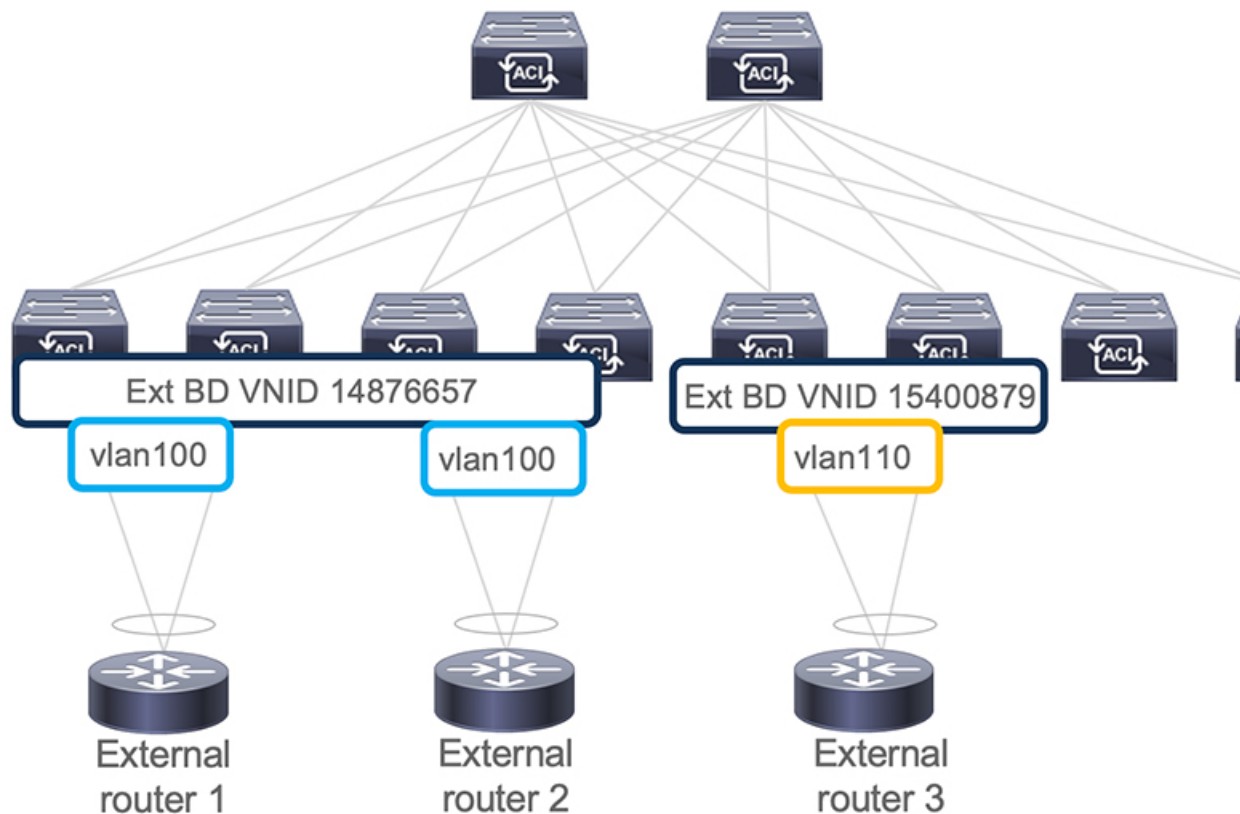 ACI
ACI
ACI
ACI
ACI
ACI
ACI
ACI
ACI
Ext BD VNID 14876657
Ext BD VNID 15400879
vlan100
vlan100
vlan110
External
router 1
External
router 2
External
router 3